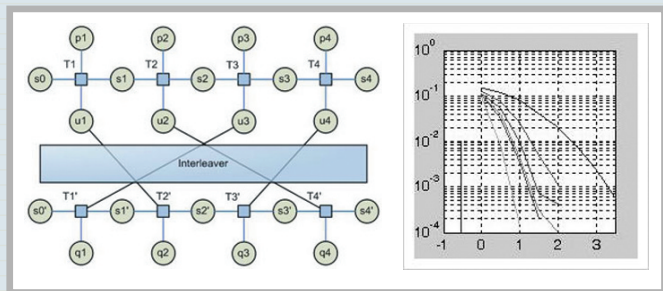 p1 p2 p3 p4
T1 T2 T3 T4
s0 s1 s2 s3 s4
u1 u2 u3 u4
Interleaver
T1' T2' T3' T4'
s0' s1' s2' s3' s4'
q1 q2 q3 q4
10^0
10^-1
10^-2
10^-3
10^-4
-1 0 1 2 3